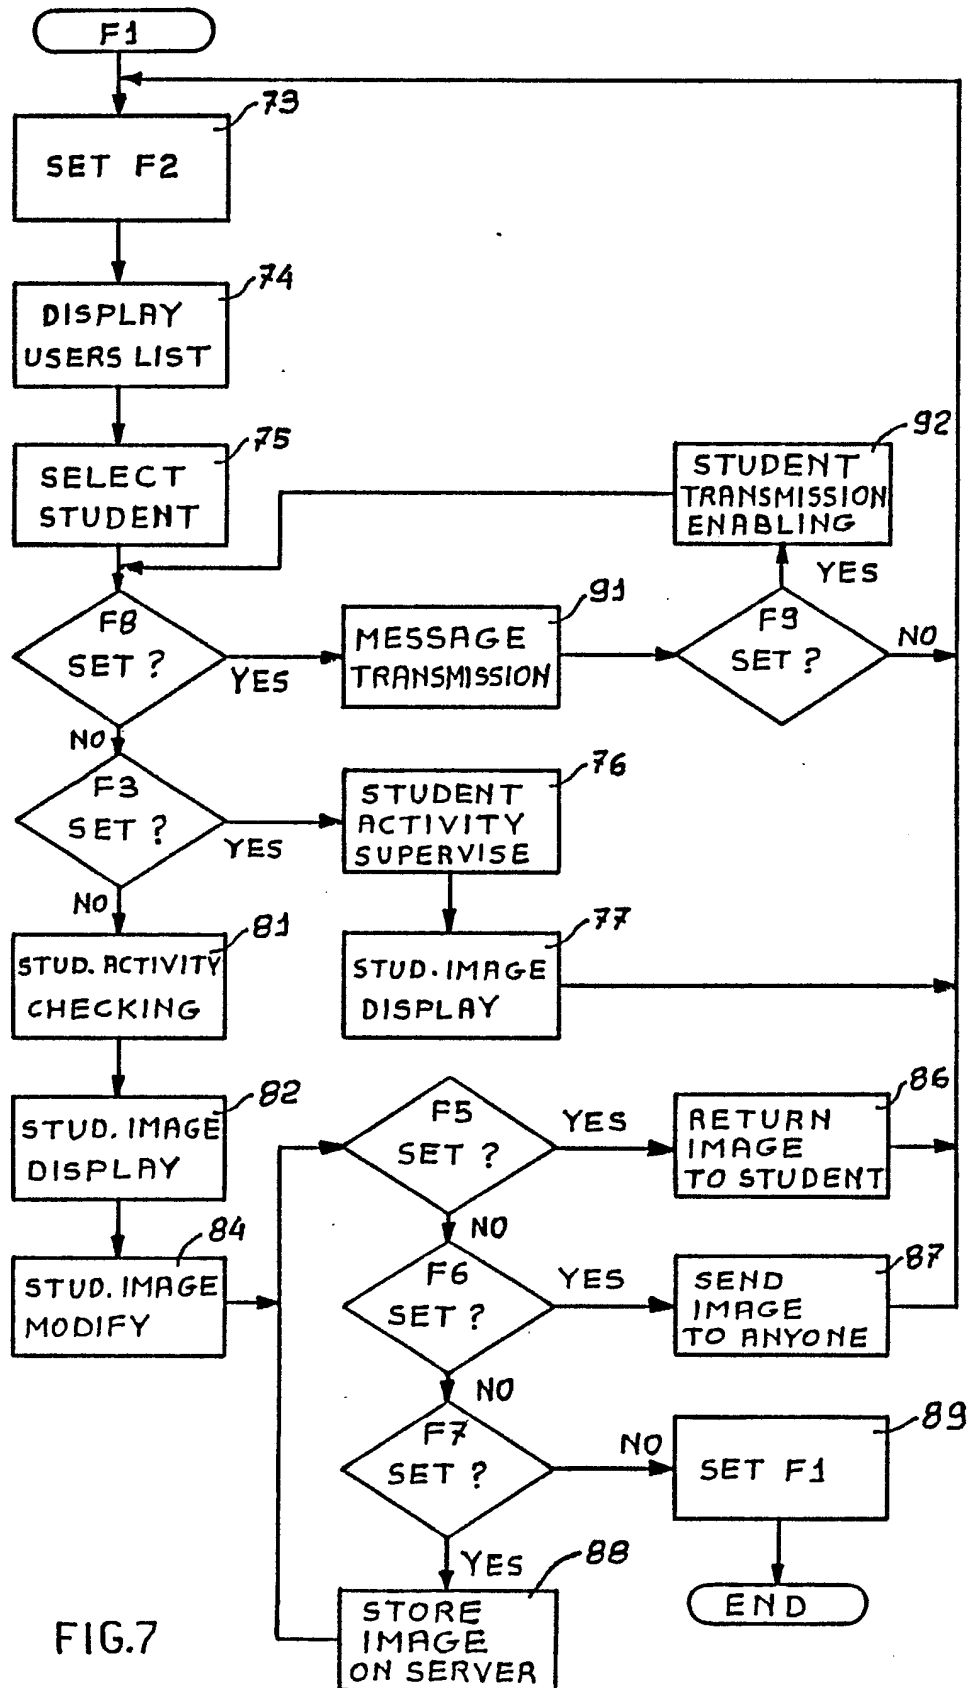 F1
73
SET F2
74
DISPLAY
USERS LIST
75
SELECT
STUDENT
92
STUDENT
TRANSMISSION
ENABLING
YES
F8
SET ?
YES
91
MESSAGE
TRANSMISSION
F9
SET ?
NO
NO
F3
SET ?
YES
76
STUDENT
ACTIVITY
SUPERVISE
NO
81
STUD. ACTIVITY
CHECKING
77
STUD. IMAGE
DISPLAY
82
STUD. IMAGE
DISPLAY
F5
SET ?
YES
86
RETURN
IMAGE
TO STUDENT
NO
84
STUD. IMAGE
MODIFY
F6
SET ?
YES
87
SEND
IMAGE
TO ANYONE
NO
F7
SET ?
NO
89
SET F1
YES
88
STORE
IMAGE
ON SERVER
END
FIG.7